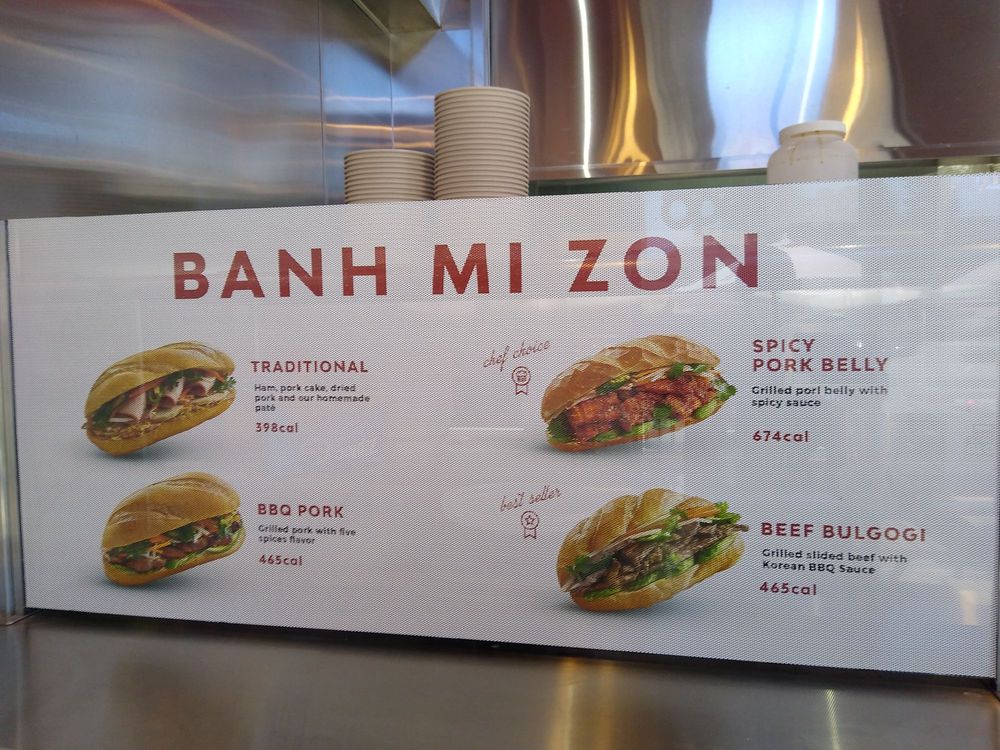 BANH MI ZON
TRADITIONAL
Ham, pork cake, dried
pork and our homemade
paté
398cal
chef choice
SPICY
PORK BELLY
Grilled porl belly with
spicy sauce
674cal
BBQ PORK
Grilled pork with five
spices flavor
465cal
best seller
BEEF BULGOGI
Grilled slided beef with
Korean BBQ Sauce
465cal